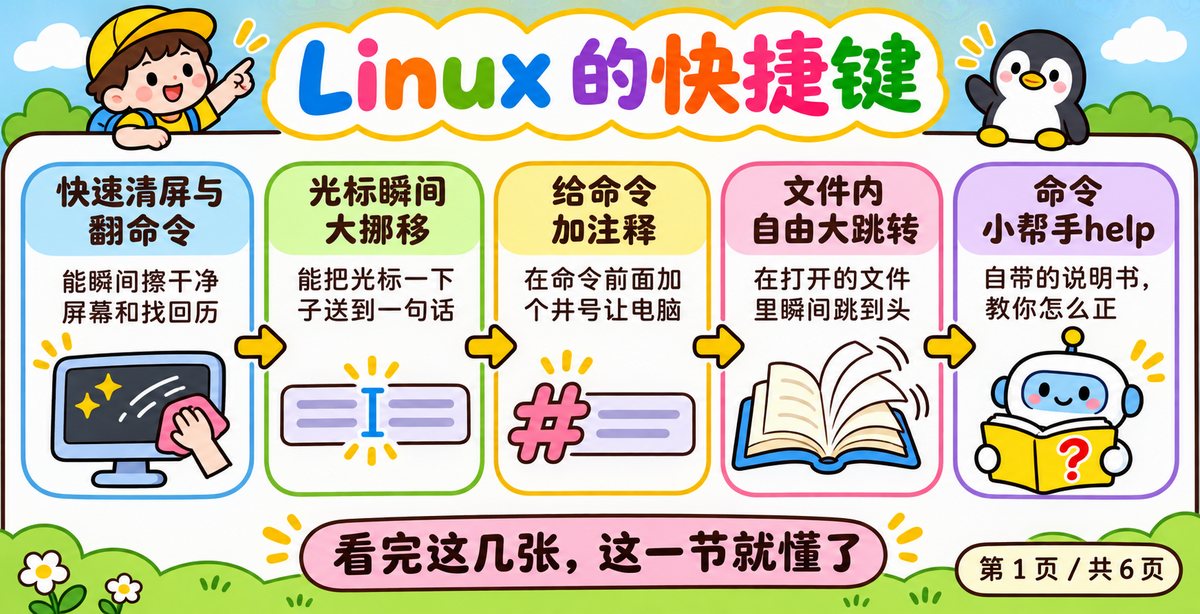 Linux 的快捷键
快速清屏与
翻命令
能瞬间擦干净
屏幕和找回历
光标瞬间
大挪移
能把光标一下
子送到一句话
给命令
加注释
在命令前面加
个井号让电脑
#
文件内
自由大跳转
在打开的文件
里瞬间跳到头
命令
小帮手help
自带的说明书，
教你怎么正
?
看完这几张，这一节就懂了
第 1 页 / 共 6 页